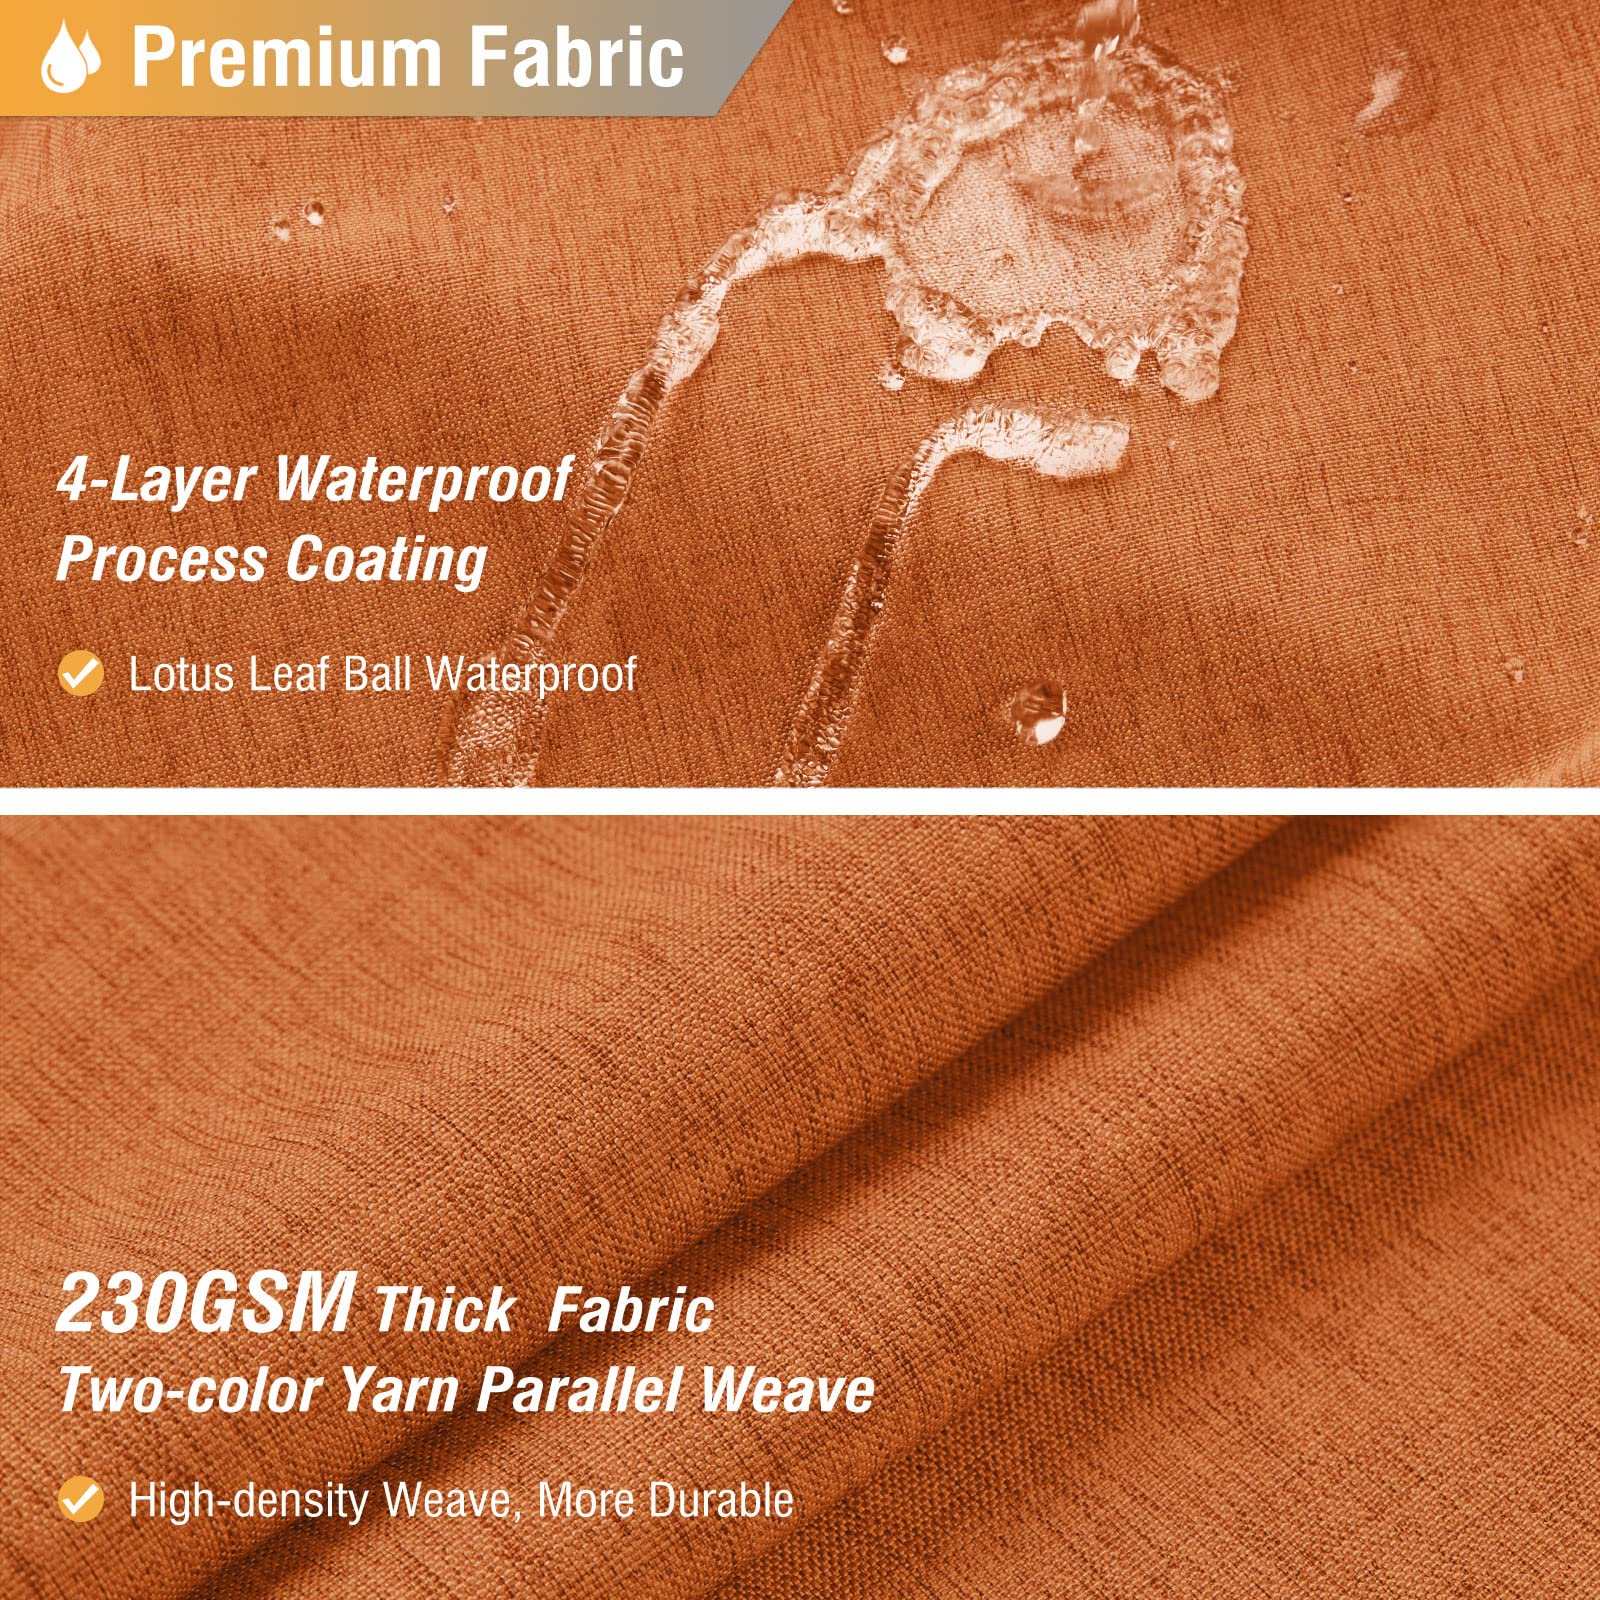 Premium Fabric
4-Layer Waterproof
Process Coating
Lotus Leaf Ball Waterproof
230GSM Thick Fabric
Two-color Yarn Parallel Weave
High-density Weave, More Durable